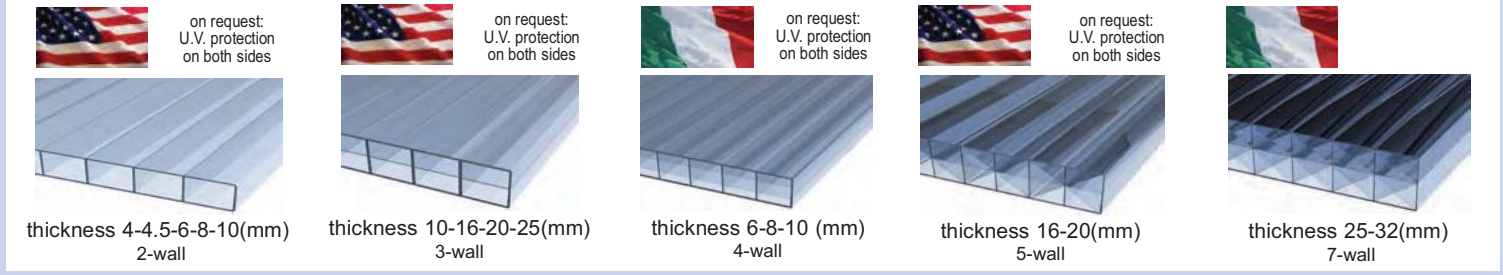 on request:
U.V. protection
on both sides
thickness 4-4.5-6-8-10(mm)
2-wall
on request:
U.V. protection
on both sides
thickness 10-16-20-25(mm)
3-wall
on request:
U.V. protection
on both sides
thickness 6-8-10 (mm)
4-wall
on request:
U.V. protection
on both sides
thickness 16-20(mm)
5-wall
thickness 25-32(mm)
7-wall